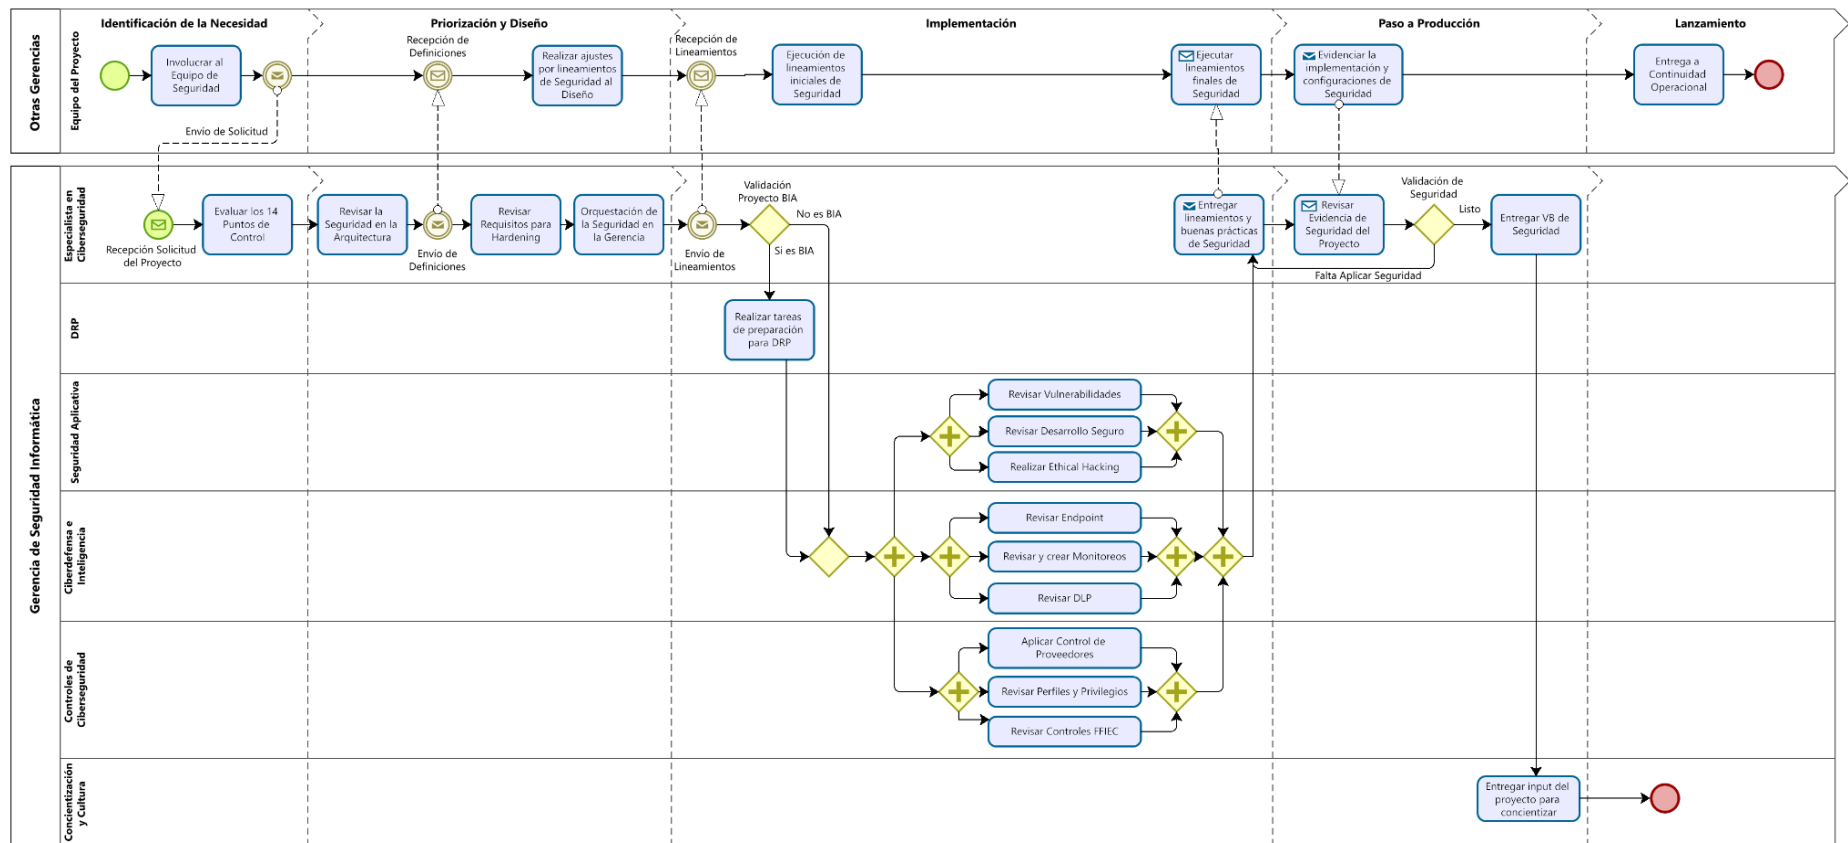 Identificación de la Necesidad
Priorización y Diseño
Implementación
Paso a Producción
Lanzamiento
Otras Gerencias
Equipo del Proyecto
Involucrar al
Equipo de
Seguridad
Recepción de
Definiciones
Realizar ajustes
por lineamientos
de Seguridad al
Diseño
Recepción de
Lineamientos
Ejecución de
lineamientos
iniciales de
Seguridad
Ejecutar
lineamientos
finales de
Seguridad
Evidenciar la
implementación y
configuraciones de
Seguridad
Entrega a
Continuidad
Operacional
Envío de Solicitud
Gerencia de Seguridad Informática
Especialista en
Ciberseguridad
Recepción Solicitud
del Proyecto
Evaluar los 14
Puntos de
Control
Revisar la
Seguridad en la
Arquitectura
Envío de
Definiciones
Revisar
Requisitos para
Hardening
Orquestación de
la Seguridad en
la Gerencia
Envío de
Lineamientos
Validación
Proyecto BIA
No es BIA
Si es BIA
Entregar
lineamientos y
buenas prácticas
de Seguridad
Revisar
Evidencia de
Seguridad del
Proyecto
Validación de
Seguridad
Listo
Falta Aplicar Seguridad
Entregar VB de
Seguridad
DRP
Realizar tareas
de preparación
para DRP
Seguridad Aplicativa
Revisar Vulnerabilidades
Revisar Desarrollo Seguro
Realizar Ethical Hacking
Ciberdefensa e
Inteligencia
Revisar Endpoint
Revisar y crear Monitoreos
Revisar DLP
Controles de
Ciberseguridad
Aplicar Control de
Proveedores
Revisar Perfiles y Privilegios
Revisar Controles FFIEC
Concientización
y Cultura
Entregar input del
proyecto para
concientizar